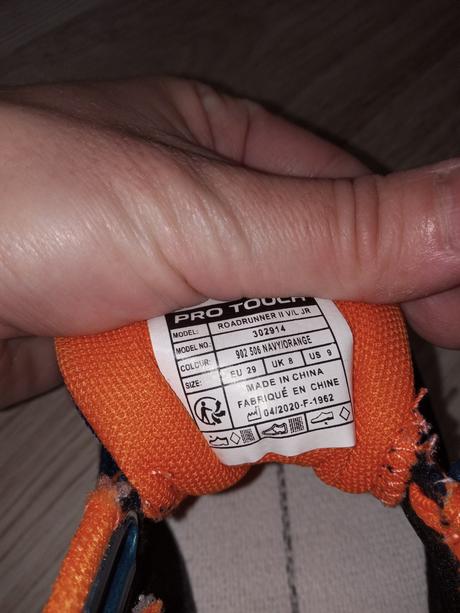 PRO TOUCH
MODEL: ROADRUNNER II V/L JR
MODEL NO: 302914
COLOUR: 902 506 NAVY/ORANGE
SIZE: EU 29 UK 8 US 9
MADE IN CHINA
FABRIQUÉ EN CHINE
04/2020-F-1962